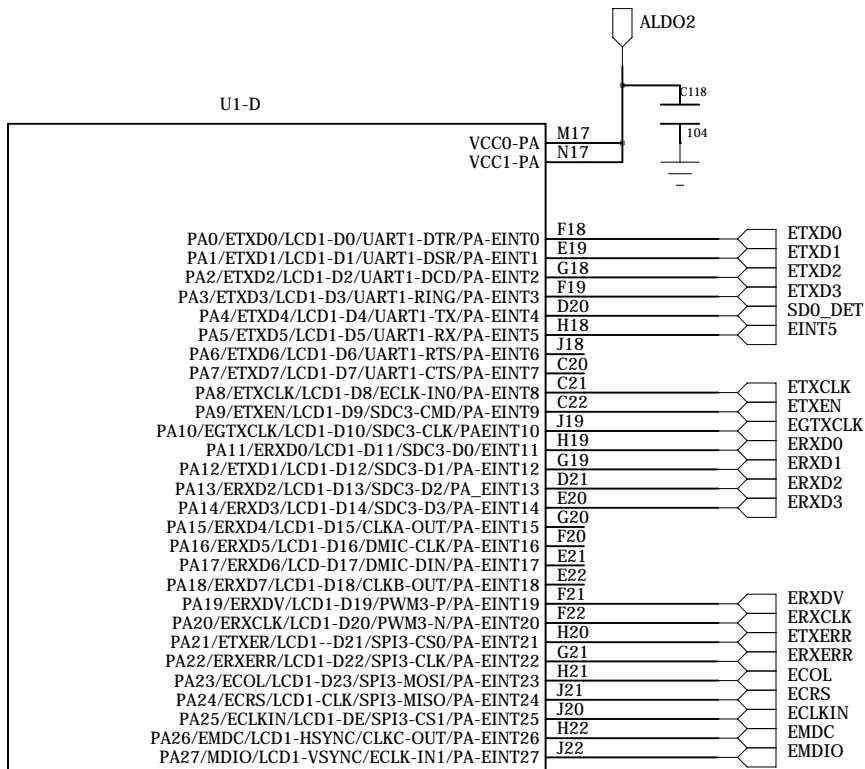 ALDO2
C118
104
U1-D
VCC0-PA M17
VCC1-PA N17
PA0/ETXD0/LCD1-D0/UART1-DTR/PA-EINT0 F18 ETXD0
PA1/ETXD1/LCD1-D1/UART1-DSR/PA-EINT1 E19 ETXD1
PA2/ETXD2/LCD1-D2/UART1-DCD/PA-EINT2 G18 ETXD2
PA3/ETXD3/LCD1-D3/UART1-RING/PA-EINT3 F19 ETXD3
PA4/ETXD4/LCD1-D4/UART1-TX/PA-EINT4 D20 SD0_DET
PA5/ETXD5/LCD1-D5/UART1-RX/PA-EINT5 H18 EINT5
PA6/ETXD6/LCD1-D6/UART1-RTS/PA-EINT6 J18
PA7/ETXD7/LCD1-D7/UART1-CTS/PA-EINT7 C20
PA8/ETXCLK/LCD1-D8/ECLK-IN0/PA-EINT8 C21 ETXCLK
PA9/ETXEN/LCD1-D9/SDC3-CMD/PA-EINT9 C22 ETXEN
PA10/EGTXCLK/LCD1-D10/SDC3-CLK/PAEINT10 J19 EGTXCLK
PA11/ERXD0/LCD1-D11/SDC3-D0/EINT11 H19 ERXD0
PA12/ETXD1/LCD1-D12/SDC3-D1/PA-EINT12 G19 ERXD1
PA13/ERXD2/LCD1-D13/SDC3-D2/PA_EINT13 D21 ERXD2
PA14/ERXD3/LCD1-D14/SDC3-D3/PA-EINT14 E20 ERXD3
PA15/ERXD4/LCD1-D15/CLKA-OUT/PA-EINT15 G20
PA16/ERXD5/LCD1-D16/DMIC-CLK/PA-EINT16 F20
PA17/ERXD6/LCD-D17/DMIC-DIN/PA-EINT17 E21
PA18/ERXD7/LCD1-D18/CLKB-OUT/PA-EINT18 E22
PA19/ERXDV/LCD1-D19/PWM3-P/PA-EINT19 F21 ERXDV
PA20/ERXCLK/LCD1-D20/PWM3-N/PA-EINT20 F22 ERXCLK
PA21/ETXER/LCD1--D21/SPI3-CS0/PA-EINT21 H20 ETXERR
PA22/ERXERR/LCD1-D22/SPI3-CLK/PA-EINT22 G21 ERXERR
PA23/ECOL/LCD1-D23/SPI3-MOSI/PA-EINT23 H21 ECOL
PA24/ECRS/LCD1-CLK/SPI3-MISO/PA-EINT24 J21 ECRS
PA25/ECLKIN/LCD1-DE/SPI3-CS1/PA-EINT25 J20 ECLKIN
PA26/EMDC/LCD1-HSYNC/CLKC-OUT/PA-EINT26 H22 EMDC
PA27/MDIO/LCD1-VSYNC/ECLK-IN1/PA-EINT27 J22 EMDIO